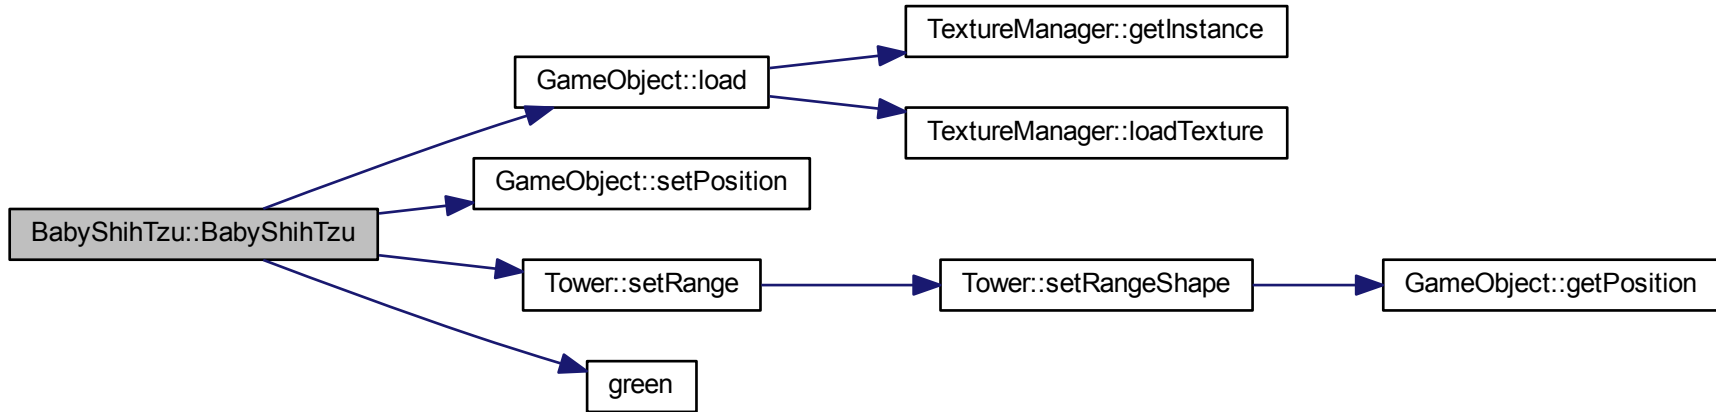 TextureManager::getInstance
GameObject::load
TextureManager::loadTexture
GameObject::setPosition
BabyShihTzu::BabyShihTzu
Tower::setRange
Tower::setRangeShape
GameObject::getPosition
green